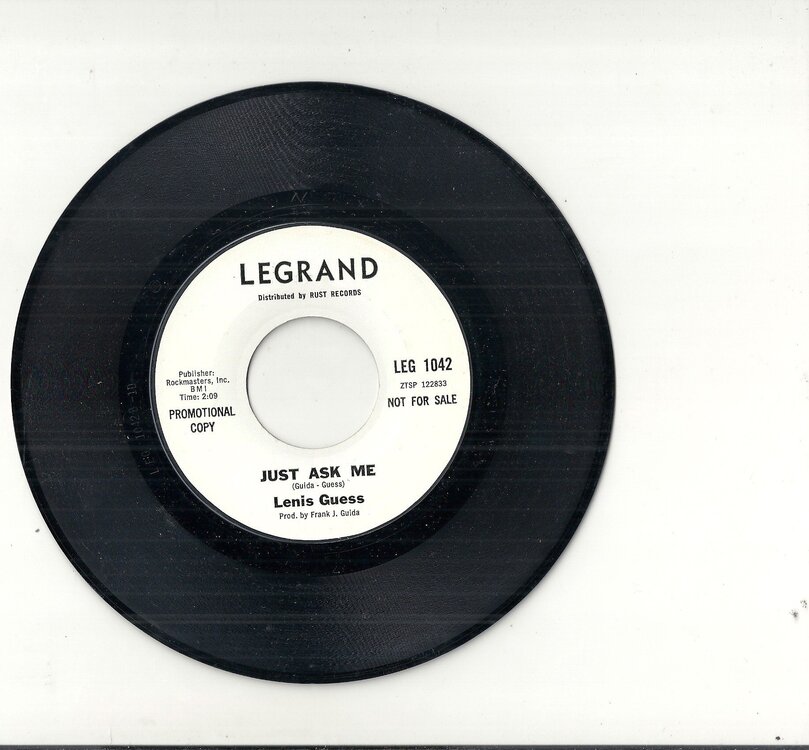 LEGRAND
Distributed by RUST RECORDS
Publisher:
Rockmasters, Inc.
BMI
Time: 2:09
PROMOTIONAL
COPY
LEG 1042
ZTSP 122833
NOT FOR SALE
JUST ASK ME
(Guida - Guess)
Lenis Guess
Prod. by Frank J. Guida